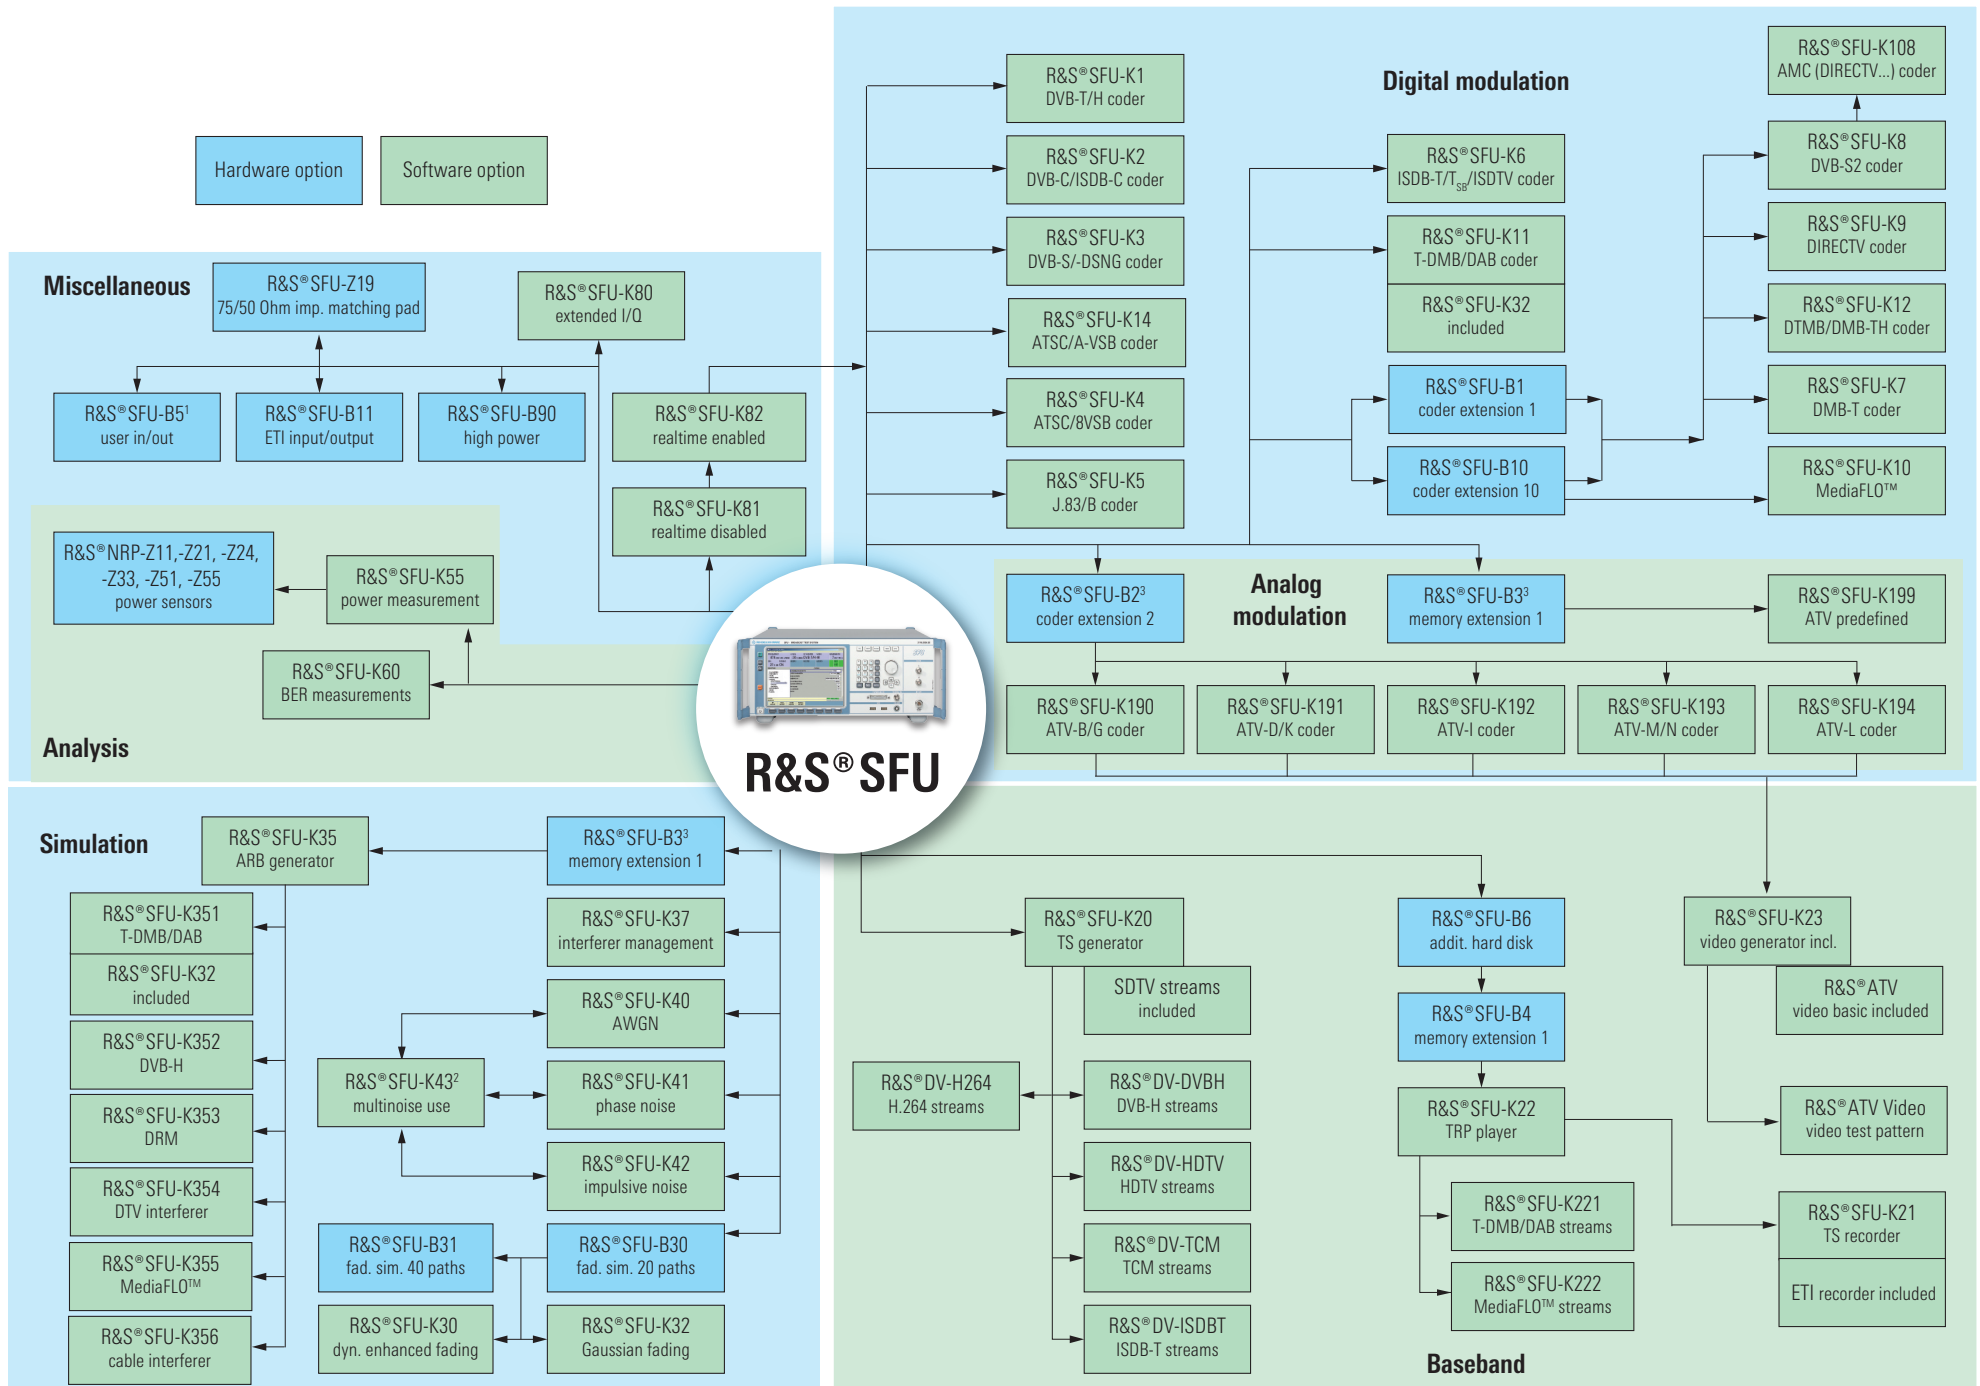 Hardware option
Software option
Miscellaneous
R&S®SFU-Z19
75/50 Ohm imp. matching pad
R&S®SFU-K80
extended I/Q
R&S®SFU-B5¹
user in/out
R&S®SFU-B11
ETI input/output
R&S®SFU-B90
high power
R&S®SFU-K82
realtime enabled
R&S®SFU-K81
realtime disabled
R&S®NRP-Z11,-Z21, -Z24,
-Z33, -Z51, -Z55
power sensors
R&S®SFU-K55
power measurement
R&S®SFU-K60
BER measurements
Analysis
Digital modulation
R&S®SFU-K1
DVB-T/H coder
R&S®SFU-K2
DVB-C/ISDB-C coder
R&S®SFU-K3
DVB-S/-DSNG coder
R&S®SFU-K14
ATSC/A-VSB coder
R&S®SFU-K4
ATSC/8VSB coder
R&S®SFU-K5
J.83/B coder
R&S®SFU-K6
ISDB-T/TSB/ISDTV coder
R&S®SFU-K11
T-DMB/DAB coder
R&S®SFU-K32
included
R&S®SFU-B1
coder extension 1
R&S®SFU-B10
coder extension 10
R&S®SFU-K108
AMC (DIRECTV...) coder
R&S®SFU-K8
DVB-S2 coder
R&S®SFU-K9
DIRECTV coder
R&S®SFU-K12
DTMB/DMB-TH coder
R&S®SFU-K7
DMB-T coder
R&S®SFU-K10
MediaFLO™
R&S®SFU-B2³
coder extension 2
Analog
modulation
R&S®SFU-B3³
memory extension 1
R&S®SFU-K199
ATV predefined
R&S®SFU-K190
ATV-B/G coder
R&S®SFU-K191
ATV-D/K coder
R&S®SFU-K192
ATV-I coder
R&S®SFU-K193
ATV-M/N coder
R&S®SFU-K194
ATV-L coder
R&S®SFU
Simulation
R&S®SFU-K35
ARB generator
R&S®SFU-B3³
memory extension 1
R&S®SFU-K351
T-DMB/DAB
R&S®SFU-K32
included
R&S®SFU-K352
DVB-H
R&S®SFU-K353
DRM
R&S®SFU-K354
DTV interferer
R&S®SFU-K355
MediaFLO™
R&S®SFU-K356
cable interferer
R&S®SFU-K37
interferer management
R&S®SFU-K40
AWGN
R&S®SFU-K43²
multinoise use
R&S®SFU-K41
phase noise
R&S®SFU-K42
impulsive noise
R&S®SFU-B31
fad. sim. 40 paths
R&S®SFU-B30
fad. sim. 20 paths
R&S®SFU-K30
dyn. enhanced fading
R&S®SFU-K32
Gaussian fading
R&S®SFU-K20
TS generator
SDTV streams
included
R&S®DV-H264
H.264 streams
R&S®DV-DVBH
DVB-H streams
R&S®DV-HDTV
HDTV streams
R&S®DV-TCM
TCM streams
R&S®DV-ISDBT
ISDB-T streams
R&S®SFU-B6
addit. hard disk
R&S®SFU-B4
memory extension 1
R&S®SFU-K22
TRP player
R&S®SFU-K221
T-DMB/DAB streams
R&S®SFU-K222
MediaFLO™ streams
R&S®SFU-K23
video generator incl.
R&S®ATV
video basic included
R&S®ATV Video
video test pattern
R&S®SFU-K21
TS recorder
ETI recorder included
Baseband